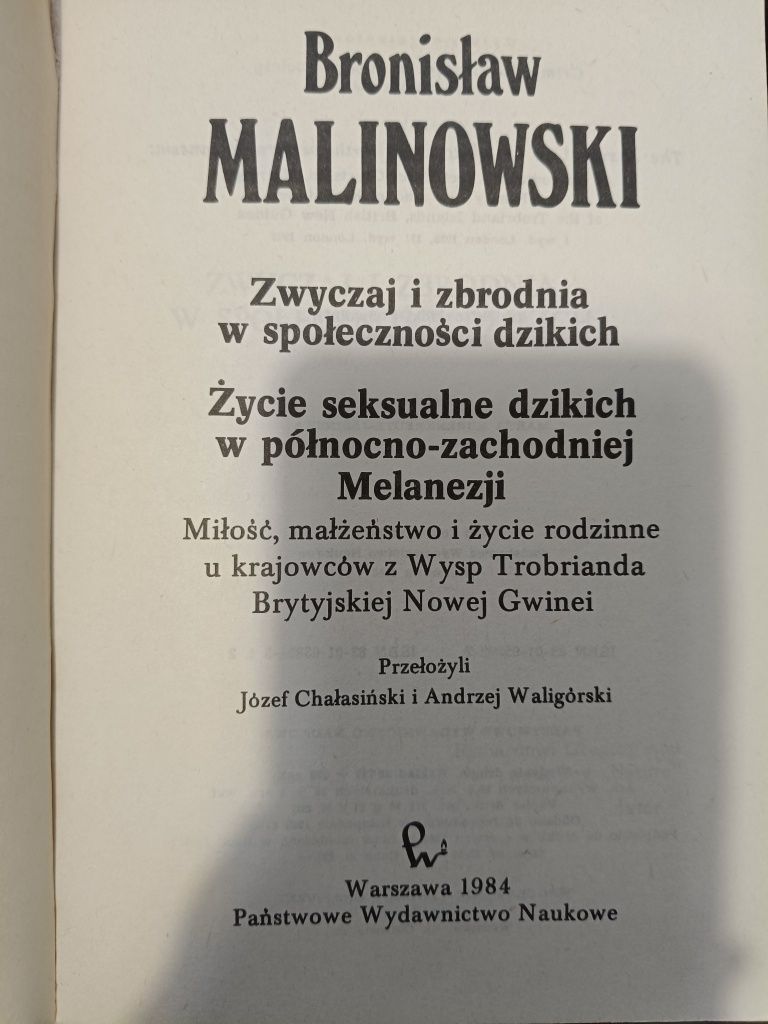 Bronisław
MALINOWSKI
Zwyczaj i zbrodnia
w społeczności dzikich
Życie seksualne dzikich
w północno-zachodniej
Melanezji
Miłość, małżeństwo i życie rodzinne
u krajowców z Wysp Trobrianda
Brytyjskiej Nowej Gwinei
Przełożyli
Józef Chałasiński i Andrzej Waligórski
Warszawa 1984
Państwowe Wydawnictwo Naukowe